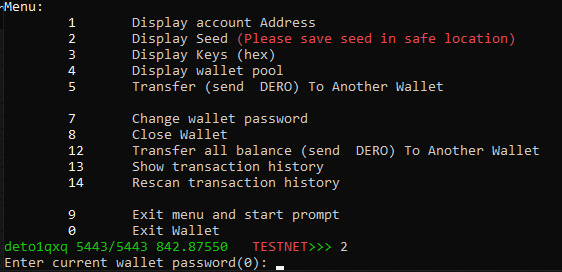 Menu:
1 Display account Address
2 Display Seed (Please save seed in safe location)
3 Display Keys (hex)
4 Display wallet pool
5 Transfer (send  DERO) To Another Wallet
7 Change wallet password
8 Close Wallet
12 Transfer all balance (send  DERO) To Another Wallet
13 Show transaction history
14 Rescan transaction history
9 Exit menu and start prompt
0 Exit Wallet
deto1qxq 5443/5443 842.87550 TESTNET>>> 2
Enter current wallet password(0):